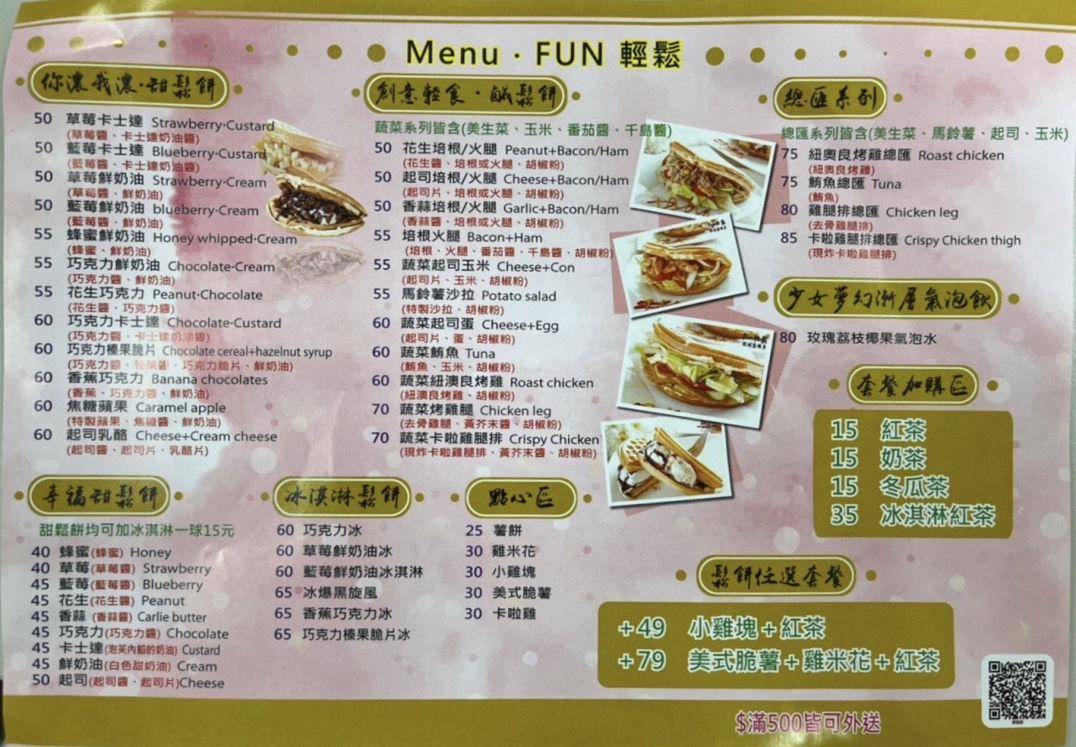 Menu · FUN 輕鬆
你濃我濃·甜鬆餅
50 草莓卡士達 Strawberry·Custard
(草莓醬、卡士達奶油醬)
50 藍莓卡士達 Blueberry·Custard
(藍莓醬、卡士達奶油醬)
50 草莓鮮奶油 Strawberry·Cream
(草莓醬、鮮奶油)
50 藍莓鮮奶油 blueberry·Cream
(藍莓醬、鮮奶油)
55 蜂蜜鮮奶油 Honey whipped·Cream
(蜂蜜、鮮奶油)
55 巧克力鮮奶油 Chocolate·Cream
(巧克力醬、鮮奶油)
55 花生巧克力 Peanut·Chocolate
(花生醬、巧克力醬)
60 巧克力卡士達 Chocolate·Custard
(巧克力醬、卡士達奶油醬)
60 巧克力榛果脆片 Chocolate cereal+hazelnut syrup
(巧克力醬、榛果醬、巧克力脆片、鮮奶油)
60 香蕉巧克力 Banana chocolates
(香蕉、巧克力醬、鮮奶油)
60 焦糖蘋果 Caramel apple
(特製蘋果、焦糖醬、鮮奶油)
60 起司乳酪 Cheese+Cream cheese
(起司醬、起司片、乳酪片)
創意輕食·鹹鬆餅
蔬菜系列皆含(美生菜、玉米、番茄醬、千島醬)
50 花生培根/火腿 Peanut+Bacon/Ham
(花生醬、培根或火腿、胡椒粉)
50 起司培根/火腿 Cheese+Bacon/Ham
(起司片、培根或火腿、胡椒粉)
50 香蒜培根/火腿 Garlic+Bacon/Ham
(香蒜醬、培根或火腿、胡椒粉)
55 培根火腿 Bacon+Ham
(培根、火腿、番茄醬、千島醬、胡椒粉)
55 蔬菜起司玉米 Cheese+Con
(起司片、玉米、胡椒粉)
55 馬鈴薯沙拉 Potato salad
(特製沙拉、胡椒粉)
60 蔬菜起司蛋 Cheese+Egg
(起司片、蛋、胡椒粉)
60 蔬菜鮪魚 Tuna
(鮪魚、玉米、胡椒粉)
60 蔬菜紐澳良烤雞 Roast chicken
(紐澳良烤雞、胡椒粉)
70 蔬菜烤雞腿 Chicken leg
(去骨雞腿、黃芥末醬、胡椒粉)
70 蔬菜卡啦雞腿排 Crispy Chicken
(現炸卡啦雞腿排、黃芥末醬、胡椒粉)
總匯系列
總匯系列皆含(美生菜、馬鈴薯、起司、玉米)
75 紐奧良烤雞總匯 Roast chicken
(紐奧良烤雞)
75 鮪魚總匯 Tuna
(鮪魚)
80 雞腿排總匯 Chicken leg
(去骨雞腿排)
85 卡啦雞腿排總匯 Crispy Chicken thigh
(現炸卡啦雞腿排)
少女夢幻漸層氣泡飲
80 玫瑰荔枝椰果氣泡水
套餐加購區
15 紅茶
15 奶茶
15 冬瓜茶
35 冰淇淋紅茶
幸福甜鬆餅
甜鬆餅均可加冰淇淋一球15元
40 蜂蜜(蜂蜜) Honey
40 草莓(草莓醬) Strawberry
45 藍莓(藍莓醬) Blueberry
45 花生(花生醬) Peanut
45 香蒜 (香蒜醬) Carlie butter
45 巧克力(巧克力醬) Chocolate
45 卡士達(泡芙內餡的奶油) Custard
45 鮮奶油(白色甜奶油) Cream
50 起司(起司醬、起司片)Cheese
冰淇淋鬆餅
60 巧克力冰
60 草莓鮮奶油冰
60 藍莓鮮奶油冰淇淋
65 冰爆黑旋風
65 香蕉巧克力冰
65 巧克力榛果脆片冰
點心區
25 薯餅
30 雞米花
30 小雞塊
30 美式脆薯
30 卡啦雞
鬆餅任選套餐
+49 小雞塊+紅茶
+79 美式脆薯+雞米花+紅茶
$滿500皆可外送